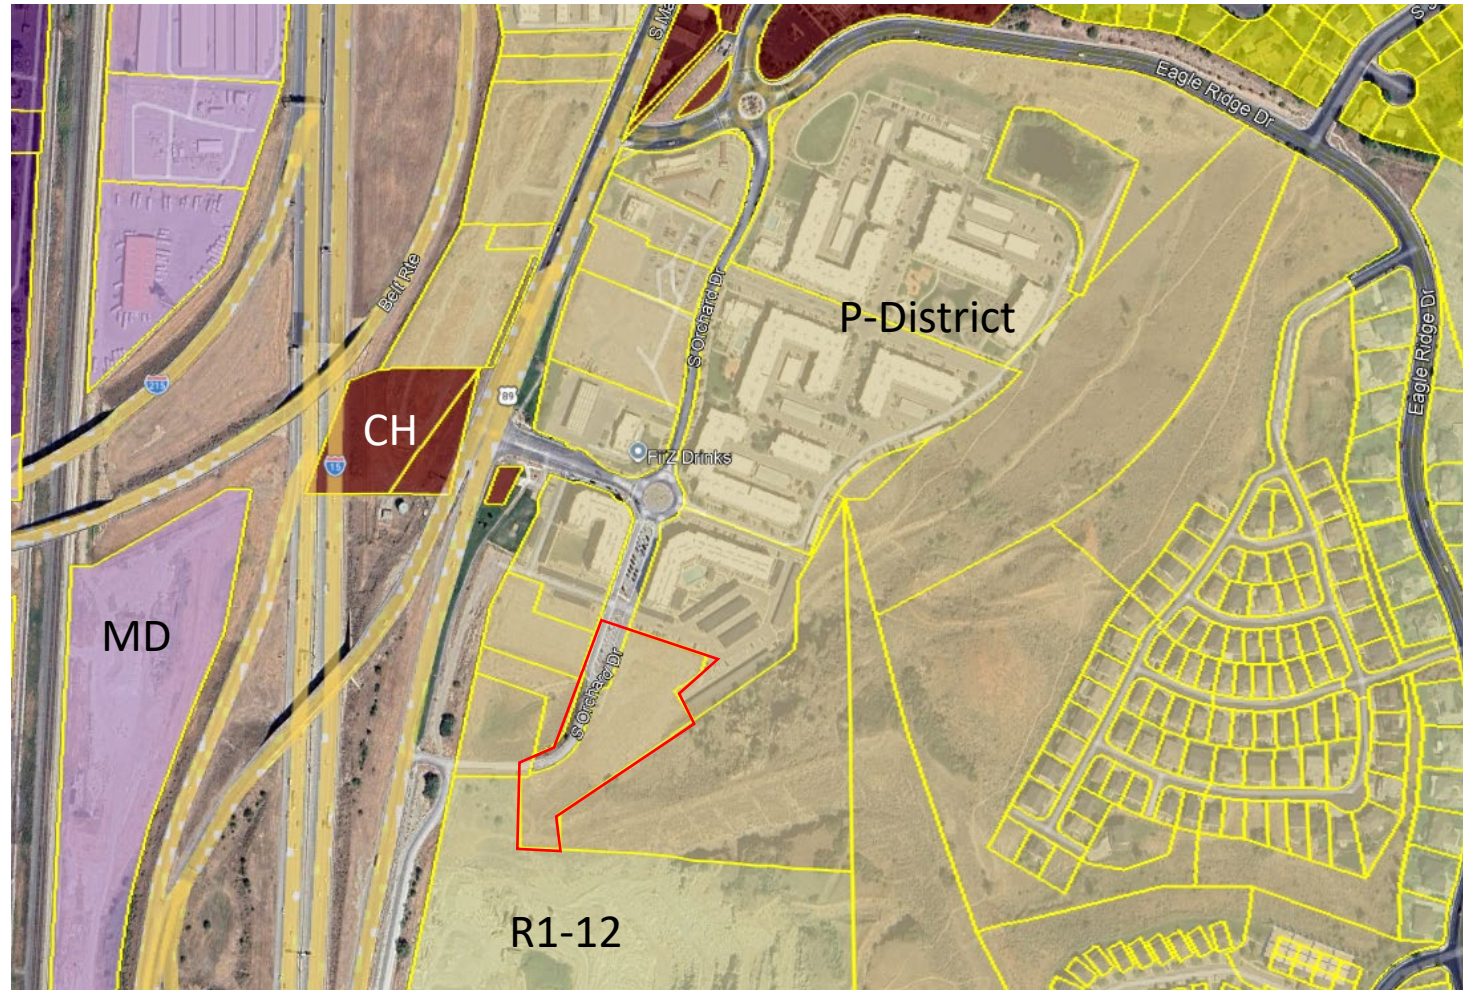 S Ma
S S
Eagle Ridge Dr
Belt Rte
S Orchard Dr
P-District
Eagle Ridge Dr
215
89
CH
15
FiiZ Drinks
MD
S Orchard Dr
R1-12